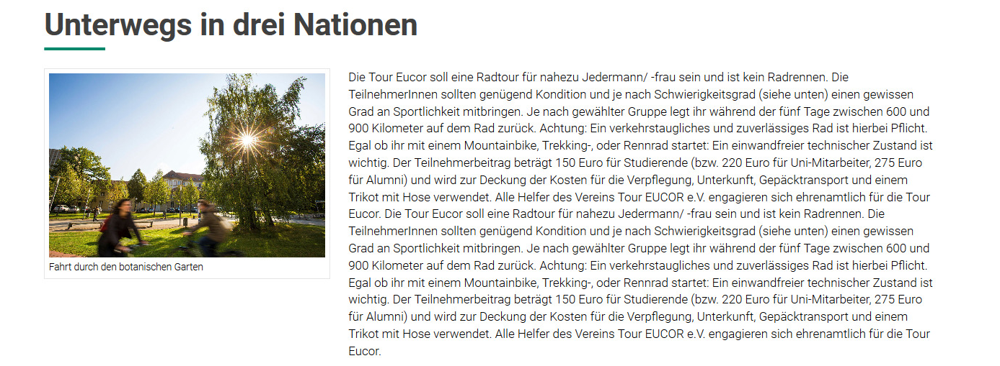 Unterwegs in drei Nationen
Die Tour Eucor soll eine Radtour für nahezu Jedermann/ -frau sein und ist kein Radrennen. Die
TeilnehmerInnen sollten genügend Kondition und je nach Schwierigkeitsgrad (siehe unten) einen gewissen
Grad an Sportlichkeit mitbringen. Je nach gewählter Gruppe legt ihr während der fünf Tage zwischen 600 und
900 Kilometer auf dem Rad zurück. Achtung: Ein verkehrstaugliches und zuverlässiges Rad ist hierbei Pflicht.
Egal ob ihr mit einem Mountainbike, Trekking-, oder Rennrad startet: Ein einwandfreier technischer Zustand ist
wichtig. Der Teilnehmerbeitrag beträgt 150 Euro für Studierende (bzw. 220 Euro für Uni-Mitarbeiter, 275 Euro
für Alumni) und wird zur Deckung der Kosten für die Verpflegung, Unterkunft, Gepäcktransport und einem
Trikot mit Hose verwendet. Alle Helfer des Vereins Tour EUCOR e.V. engagieren sich ehrenamtlich für die Tour
Eucor. Die Tour Eucor soll eine Radtour für nahezu Jedermann/ -frau sein und ist kein Radrennen. Die
TeilnehmerInnen sollten genügend Kondition und je nach Schwierigkeitsgrad (siehe unten) einen gewissen
Grad an Sportlichkeit mitbringen. Je nach gewählter Gruppe legt ihr während der fünf Tage zwischen 600 und
900 Kilometer auf dem Rad zurück. Achtung: Ein verkehrstaugliches und zuverlässiges Rad ist hierbei Pflicht.
Egal ob ihr mit einem Mountainbike, Trekking-, oder Rennrad startet: Ein einwandfreier technischer Zustand ist
wichtig. Der Teilnehmerbeitrag beträgt 150 Euro für Studierende (bzw. 220 Euro für Uni-Mitarbeiter, 275 Euro
für Alumni) und wird zur Deckung der Kosten für die Verpflegung, Unterkunft, Gepäcktransport und einem
Trikot mit Hose verwendet. Alle Helfer des Vereins Tour EUCOR e.V. engagieren sich ehrenamtlich für die Tour
Eucor.
Fahrt durch den botanischen Garten